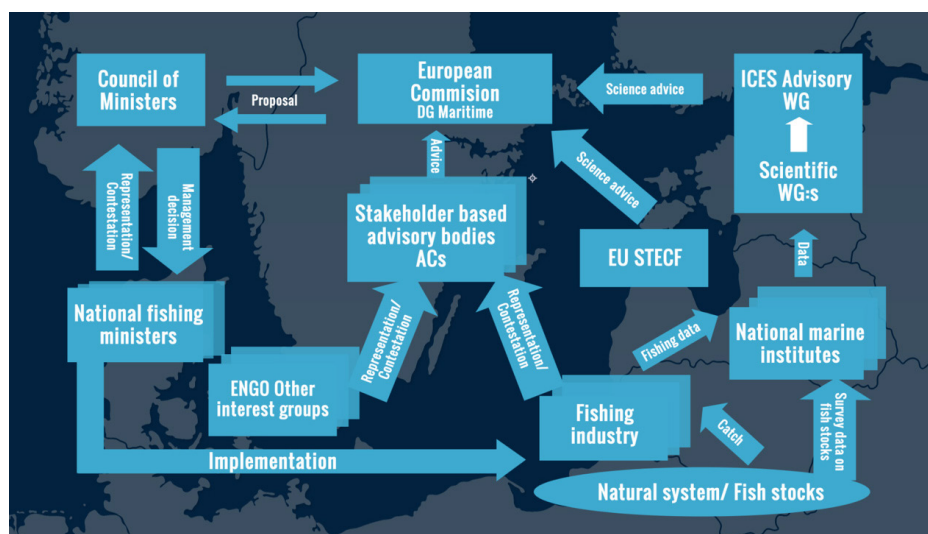 Council of
Ministers
Proposal
European
Commision
DG Maritime
Science advice
ICES Advisory
WG
Scientific
WG:s
Representation/
Contestation
Management
decision
Advice
Science advice
Stakeholder based
advisory bodies
ACs
EU STECF
Data
National fishing
ministers
Representation/
Contestation
Representation/
Contestation
Fishing data
National marine
institutes
ENGO Other
interest groups
Fishing
industry
Catch
Survey data on
fish stocks
Implementation
Natural system/ Fish stocks